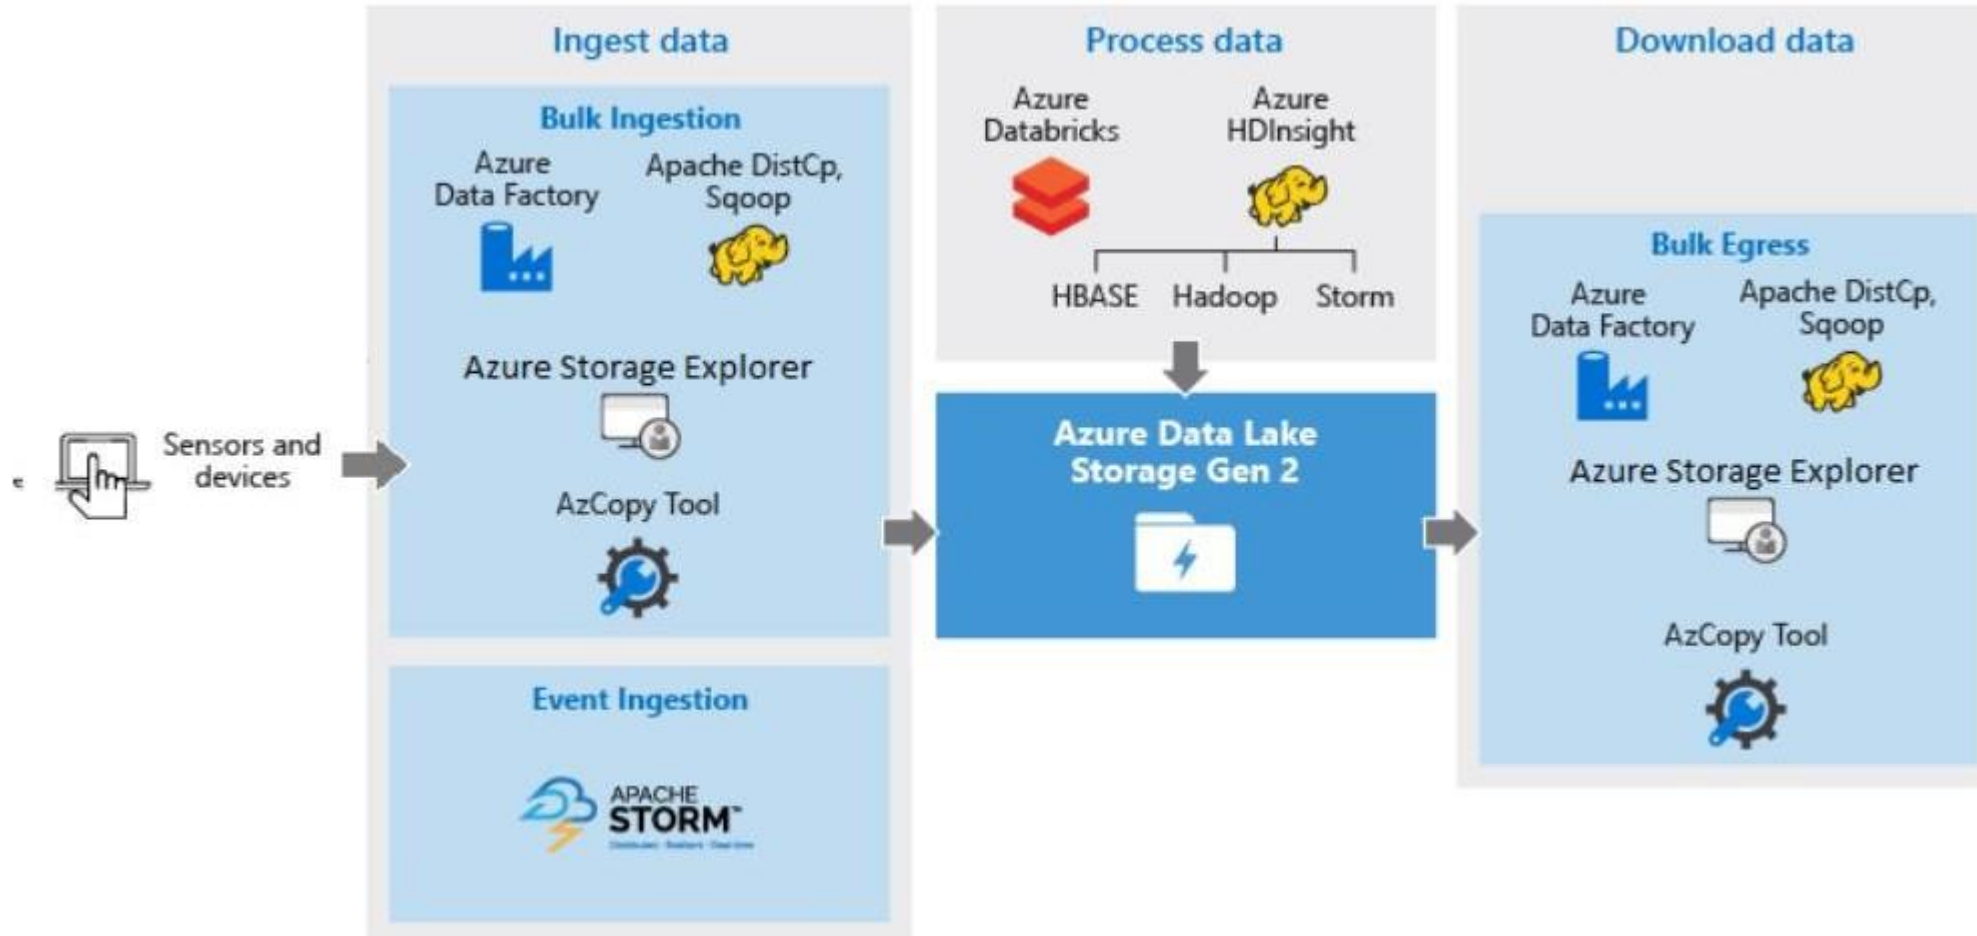 Ingest data
Bulk Ingestion
Azure
Data Factory
Apache DistCp,
Sqoop
Azure Storage Explorer
AzCopy Tool
Event Ingestion
APACHE
STORM™
Sensors and
devices
Process data
Azure
Databricks
Azure
HDInsight
HBASE
Hadoop
Storm
Azure Data Lake
Storage Gen 2
Download data
Bulk Egress
Azure
Data Factory
Apache DistCp,
Sqoop
Azure Storage Explorer
AzCopy Tool